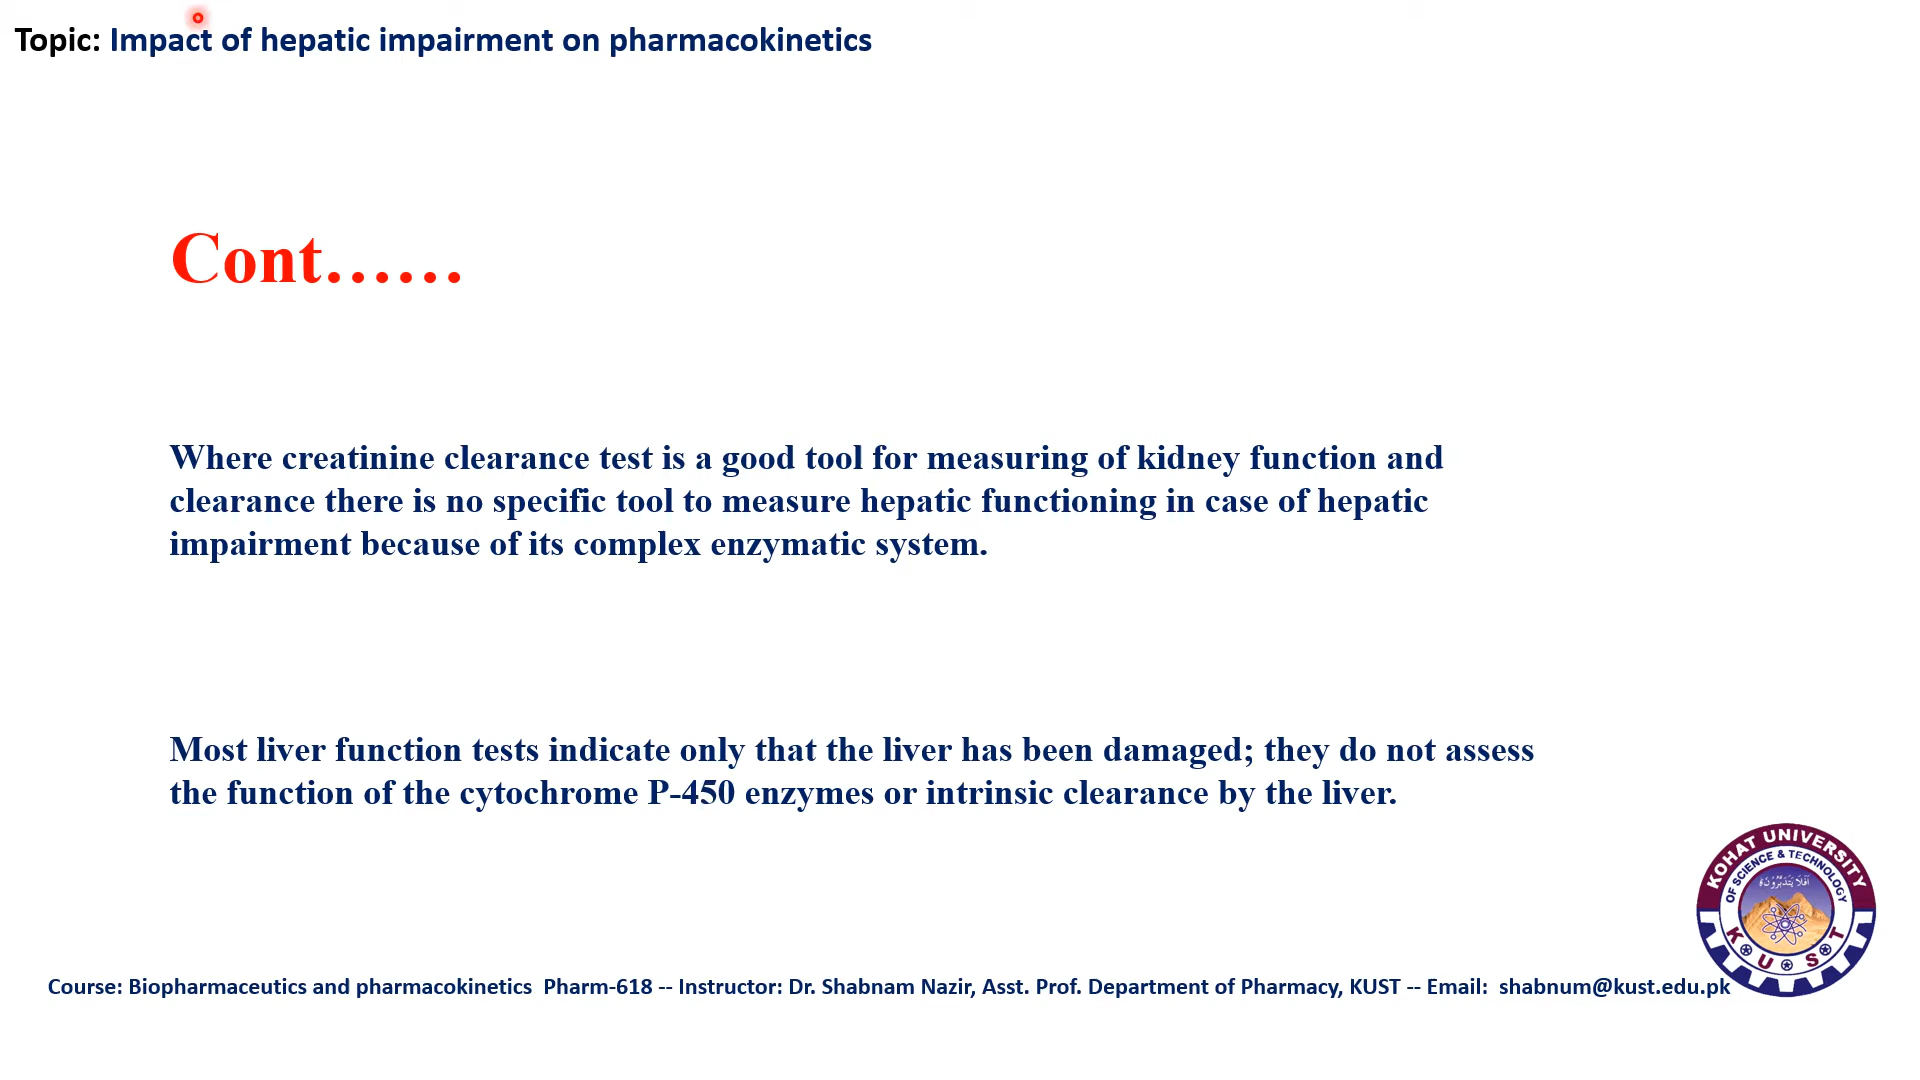 Topic: Impact of hepatic impairment on pharmacokinetics
Cont......
Where creatinine clearance test is a good tool for measuring of kidney function and
clearance there is no specific tool to measure hepatic functioning in case of hepatic
impairment because of its complex enzymatic system.
Most liver function tests indicate only that the liver has been damaged; they do not assess
the function of the cytochrome P-450 enzymes or intrinsic clearance by the liver.
KOHAT UNIVERSITY
OF SCIENCE & TECHNOLOGY
أفلا يتدبرون
K U S T
Course: Biopharmaceutics and pharmacokinetics Pharm-618 -- Instructor: Dr. Shabnam Nazir, Asst. Prof. Department of Pharmacy, KUST -- Email: shabnum@kust.edu.pk